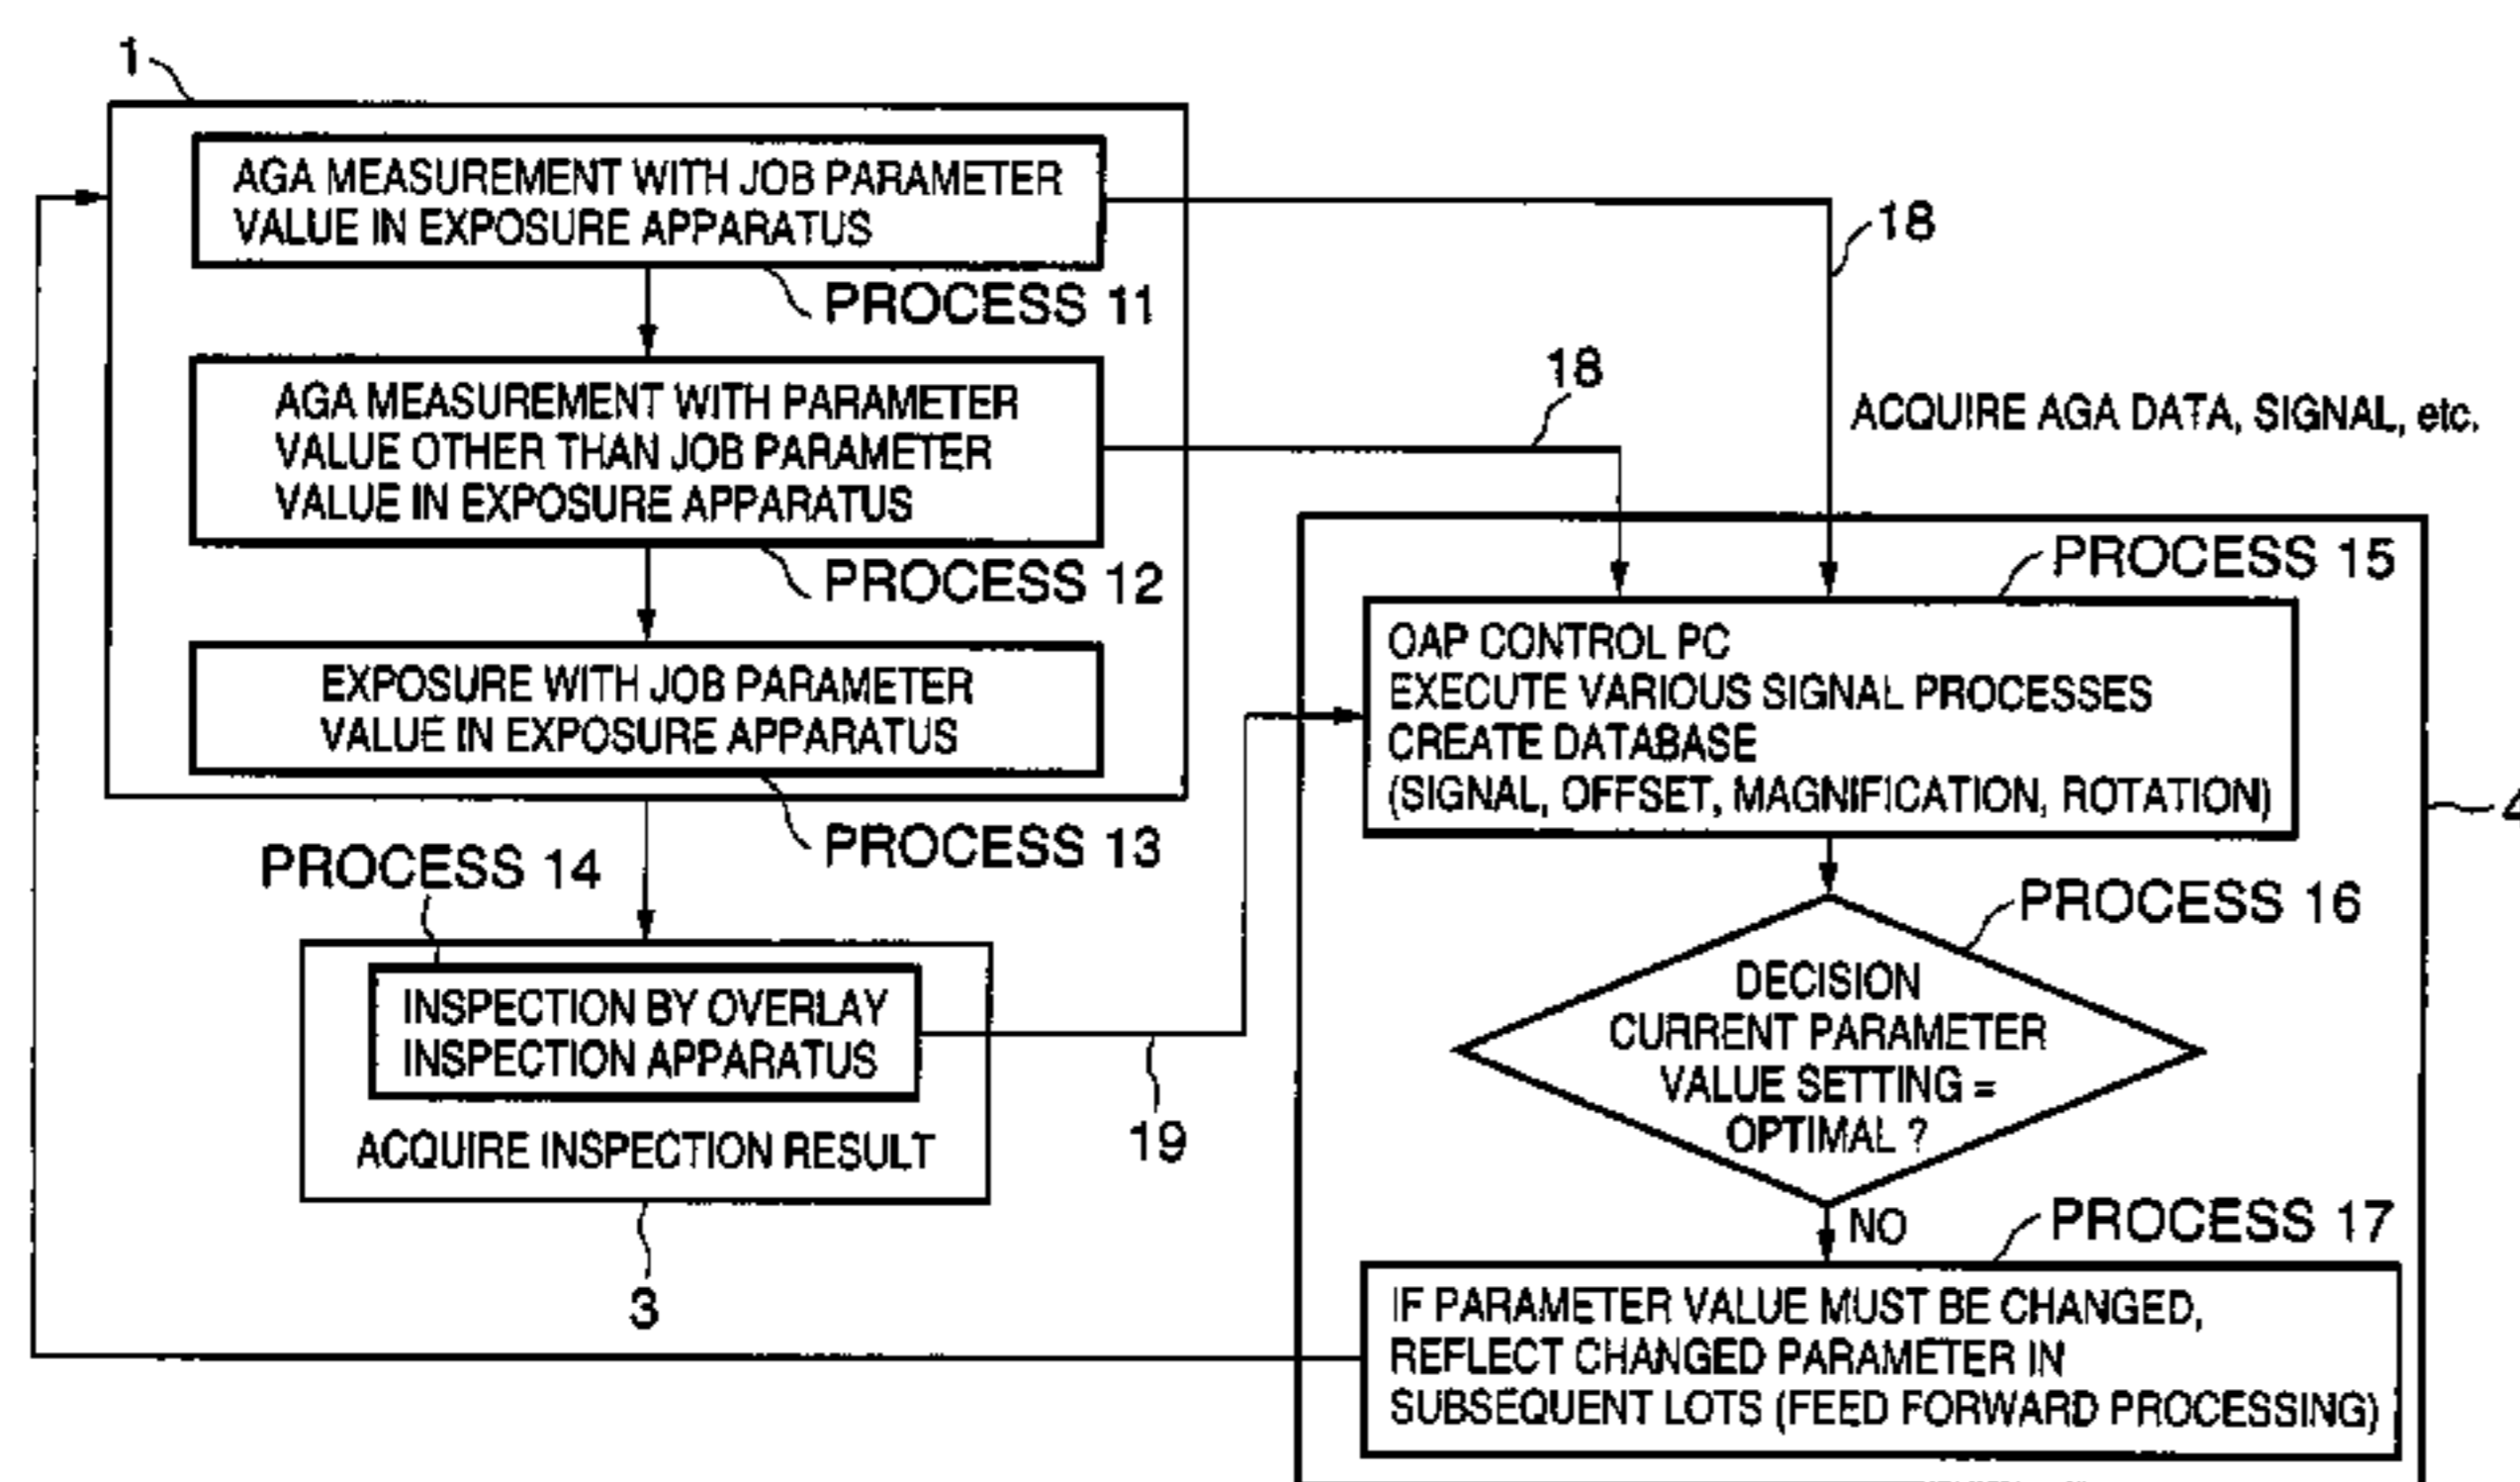 1
AGA MEASUREMENT WITH JOB PARAMETER
VALUE IN EXPOSURE APPARATUS
PROCESS 11
18
AGA MEASUREMENT WITH PARAMETER
VALUE OTHER THAN JOB PARAMETER
VALUE IN EXPOSURE APPARATUS
PROCESS 12
18
ACQUIRE AGA DATA, SIGNAL, etc.
EXPOSURE WITH JOB PARAMETER
VALUE IN EXPOSURE APPARATUS
PROCESS 13
PROCESS 14
INSPECTION BY OVERLAY
INSPECTION APPARATUS
ACQUIRE INSPECTION RESULT
3
19
PROCESS 15
OAP CONTROL PC
EXECUTE VARIOUS SIGNAL PROCESSES
CREATE DATABASE
(SIGNAL, OFFSET, MAGNIFICATION, ROTATION)
4
PROCESS 16
DECISION
CURRENT PARAMETER
VALUE SETTING =
OPTIMAL ?
NO
PROCESS 17
IF PARAMETER VALUE MUST BE CHANGED,
REFLECT CHANGED PARAMETER IN
SUBSEQUENT LOTS (FEED FORWARD PROCESSING)